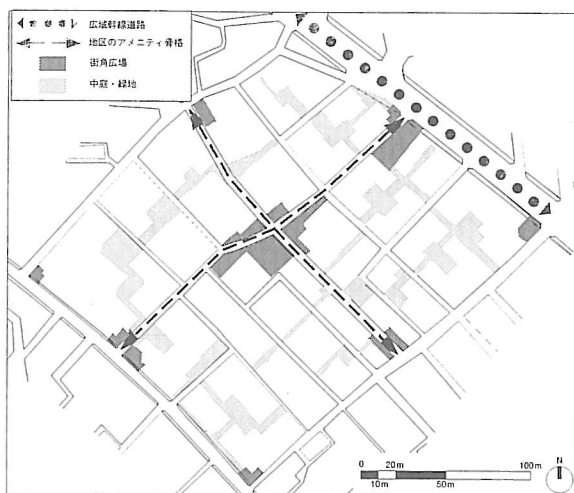 広域幹線道路
地区のアメニティ骨格
街角広場
中庭・緑地
0 20m 100m
10m 50m
N